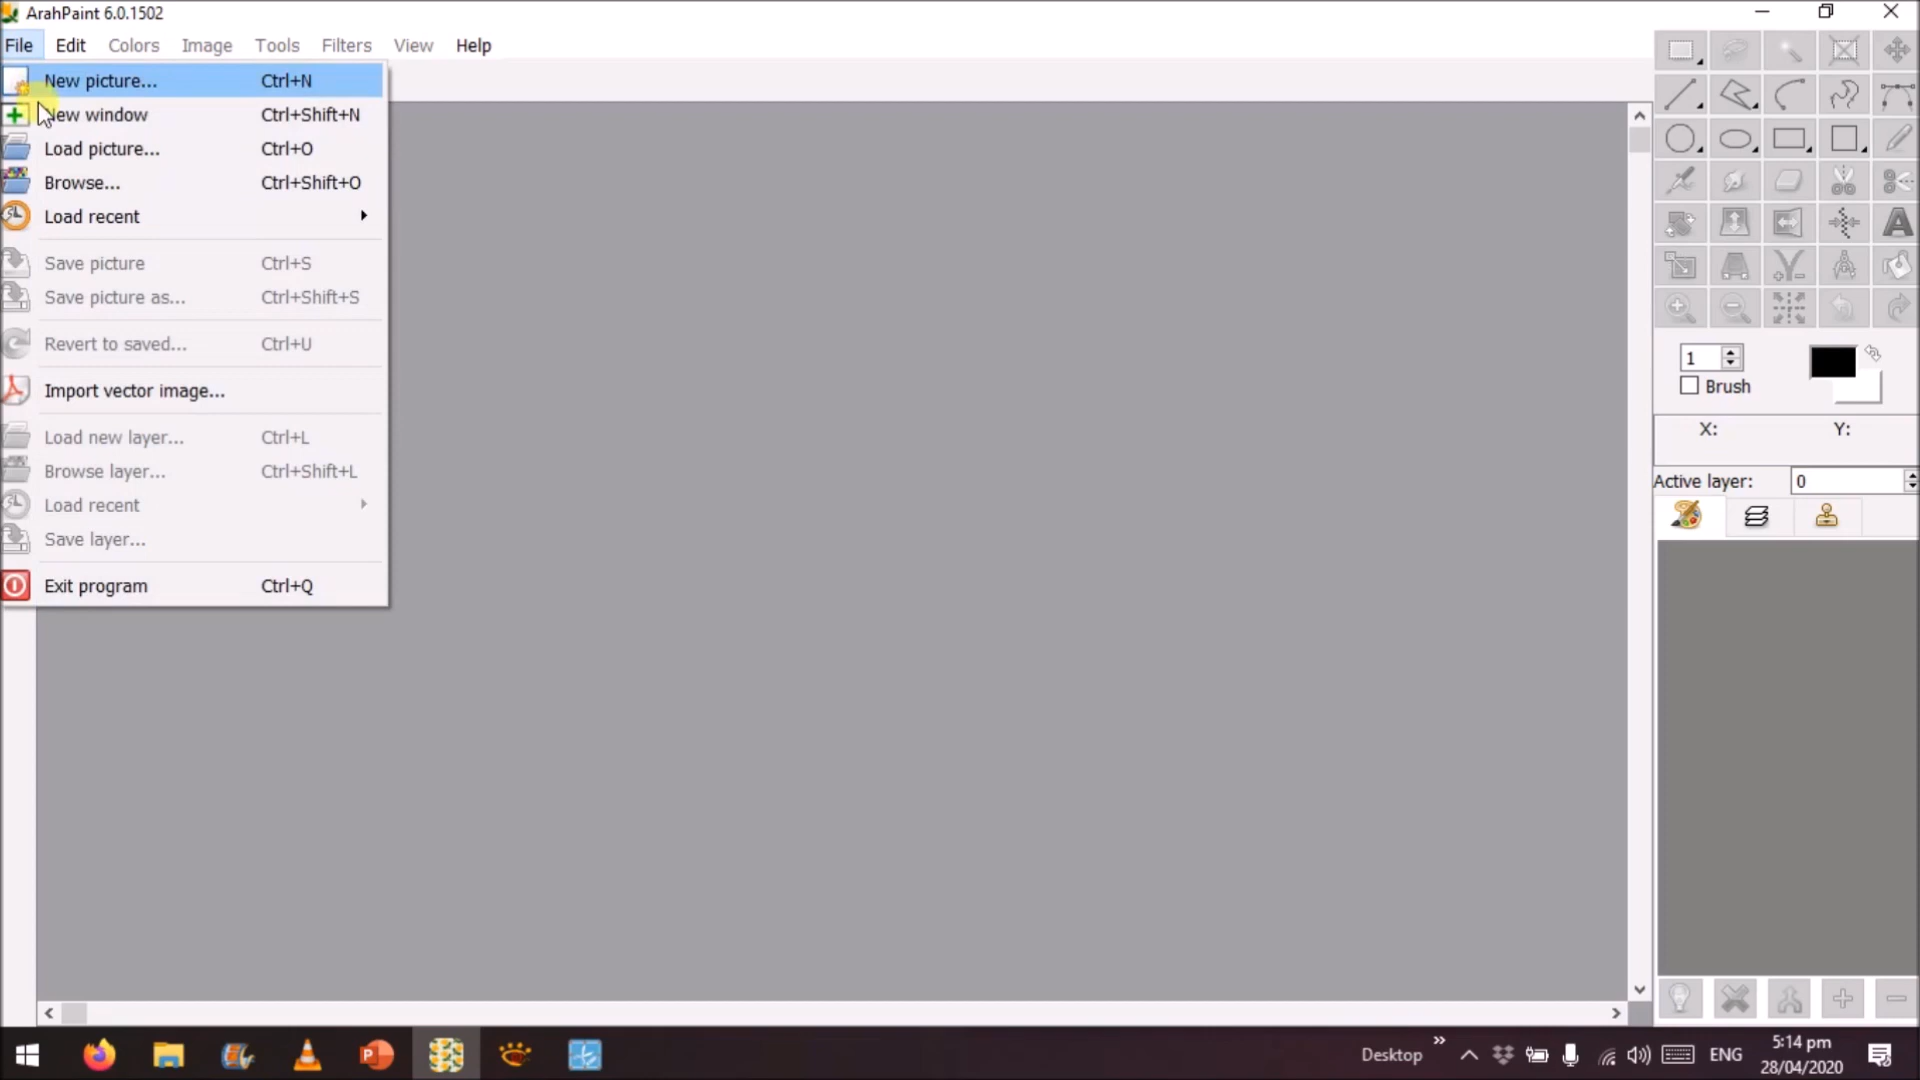 ArahPaint 6.0.1502
File Edit Colors Image Tools Filters View Help
New picture... Ctrl+N
New window Ctrl+Shift+N
Load picture... Ctrl+O
Browse... Ctrl+Shift+O
Load recent
Save picture Ctrl+S
Save picture as... Ctrl+Shift+S
Revert to saved... Ctrl+U
Import vector image...
Load new layer... Ctrl+L
Browse layer... Ctrl+Shift+L
Load recent
Save layer...
Exit program Ctrl+Q
1
Brush
X: Y:
Active layer: 0
Desktop
ENG
5:14 pm
28/04/2020